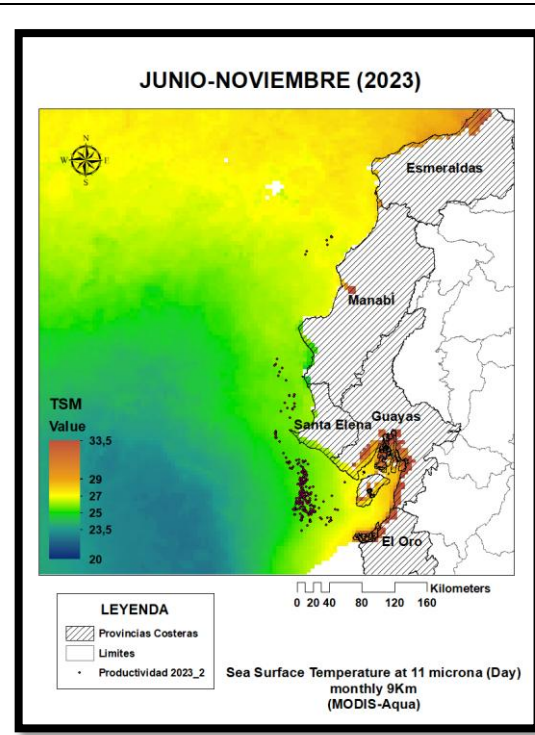 JUNIO-NOVIEMBRE (2023)
N
W E
S
Esmeraldas
Manabí
Santa Elena
Guayas
El Oro
TSM
Value
33,5
29
27
25
23,5
20
Kilometers
0 20 40 80 120 160
LEYENDA
Provincias Costeras
Limites
Productividad 2023_2
Sea Surface Temperature at 11 microna (Day)
monthly 9Km
(MODIS-Aqua)